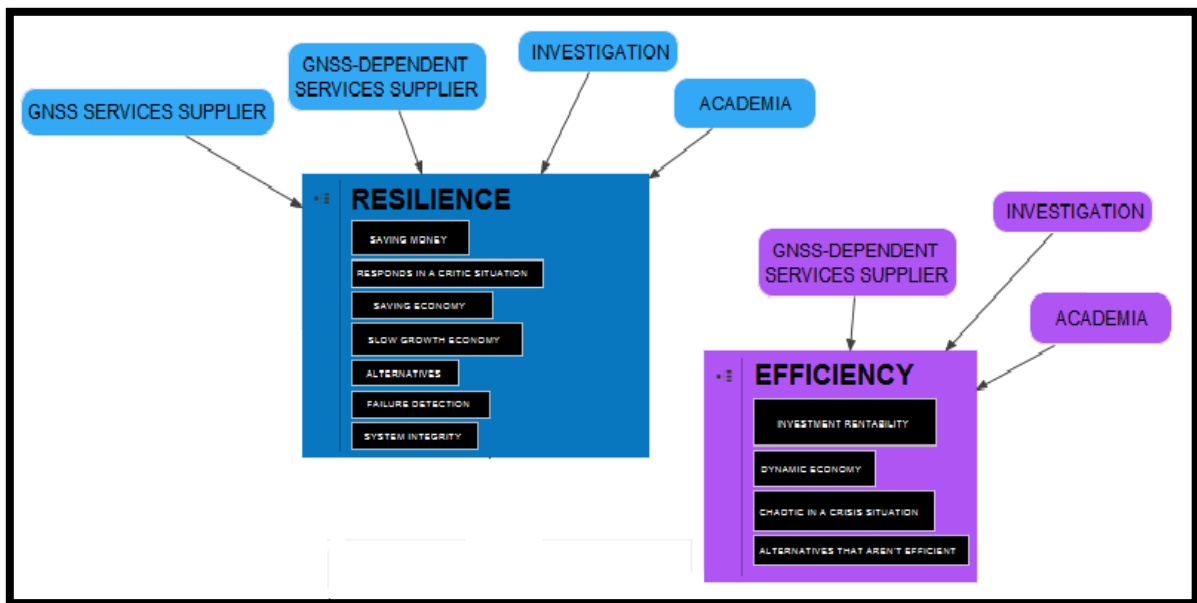 GNSS SERVICES SUPPLIER
GNSS-DEPENDENT
SERVICES SUPPLIER
INVESTIGATION
ACADEMIA
RESILIENCE
SAVING MONEY
RESPONDS IN A CRITIC SITUATION
SAVING ECONOMY
SLOW GROWTH ECONOMY
ALTERNATIVES
FAILURE DETECTION
SYSTEM INTEGRITY
GNSS-DEPENDENT
SERVICES SUPPLIER
INVESTIGATION
ACADEMIA
EFFICIENCY
INVESTMENT RENTABILITY
DYNAMIC ECONOMY
CHAOTIC IN A CRISIS SITUATION
ALTERNATIVES THAT AREN'T EFFICIENT